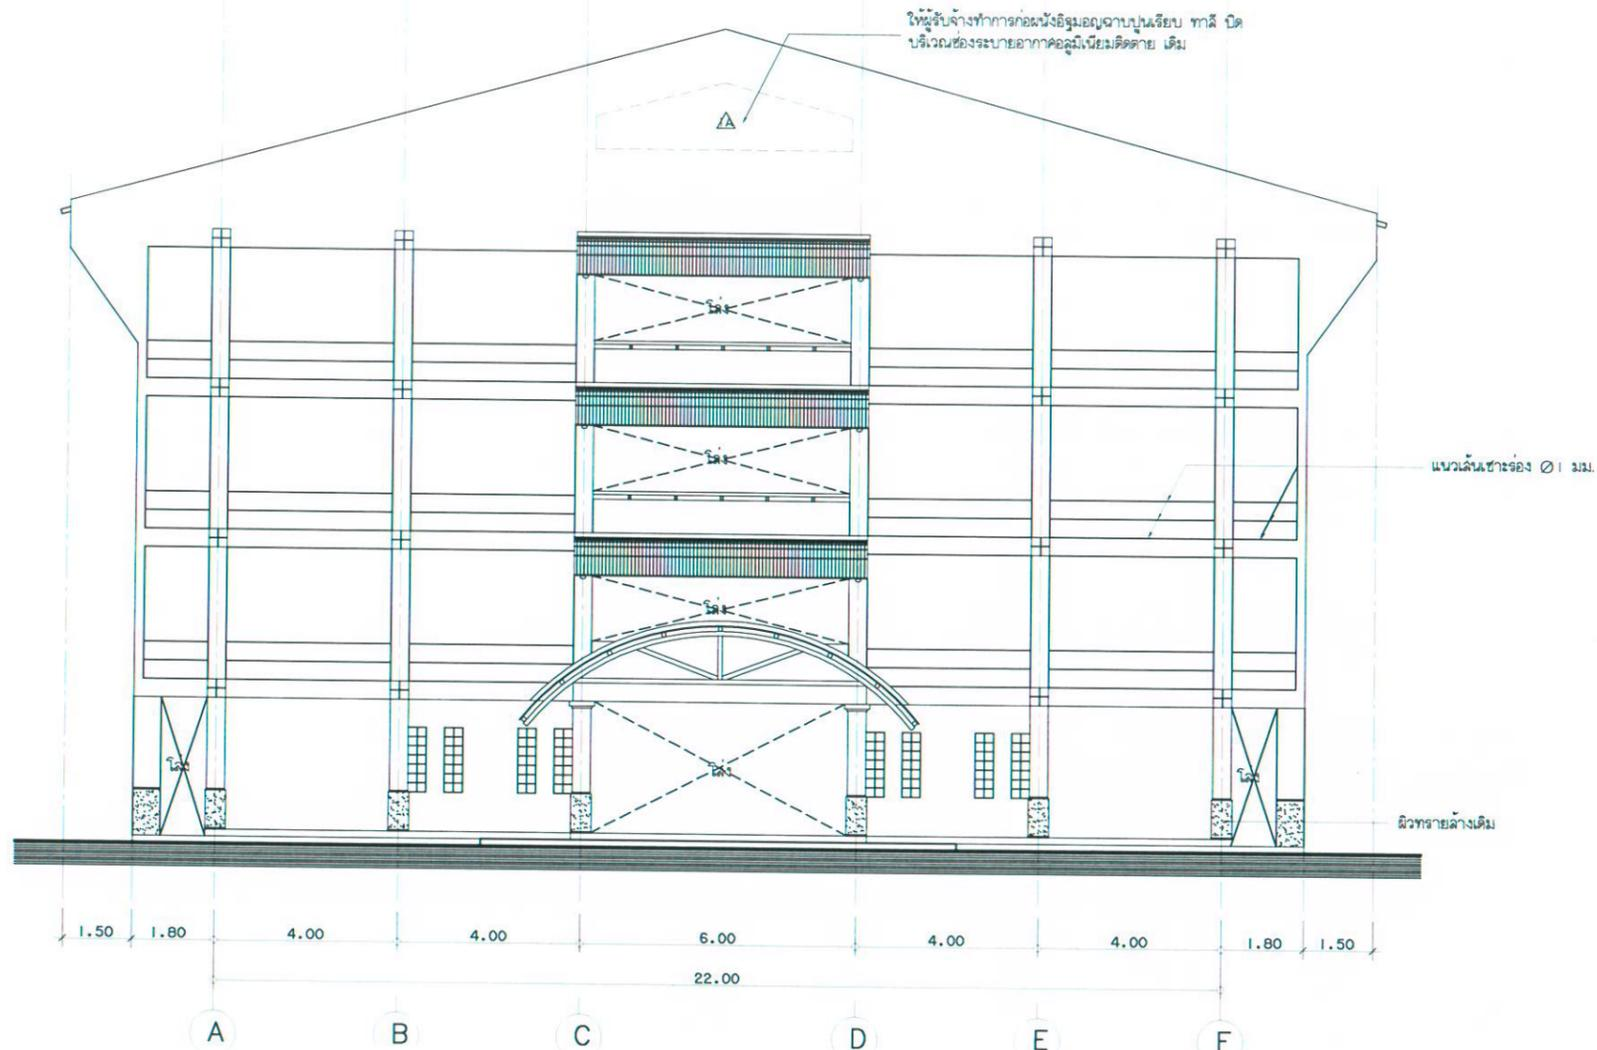 ให้ผู้รับจ้างทำการก่อผนังอิฐมอญฉาบปูนเรียบ ทาสี ปิด
บริเวณช่องระบายอากาศอลูมิเนียมติดตาย เดิม
1A
โล่ง
โล่ง
แนวเส้นเซาะร่อง Ø1 มม.
โล่ง
โล่ง
โล่ง
โล่ง
ผิวทรายล้างเดิม
1.50 1.80 4.00 4.00 6.00 4.00 4.00 1.80 1.50
22.00
A B C D E F